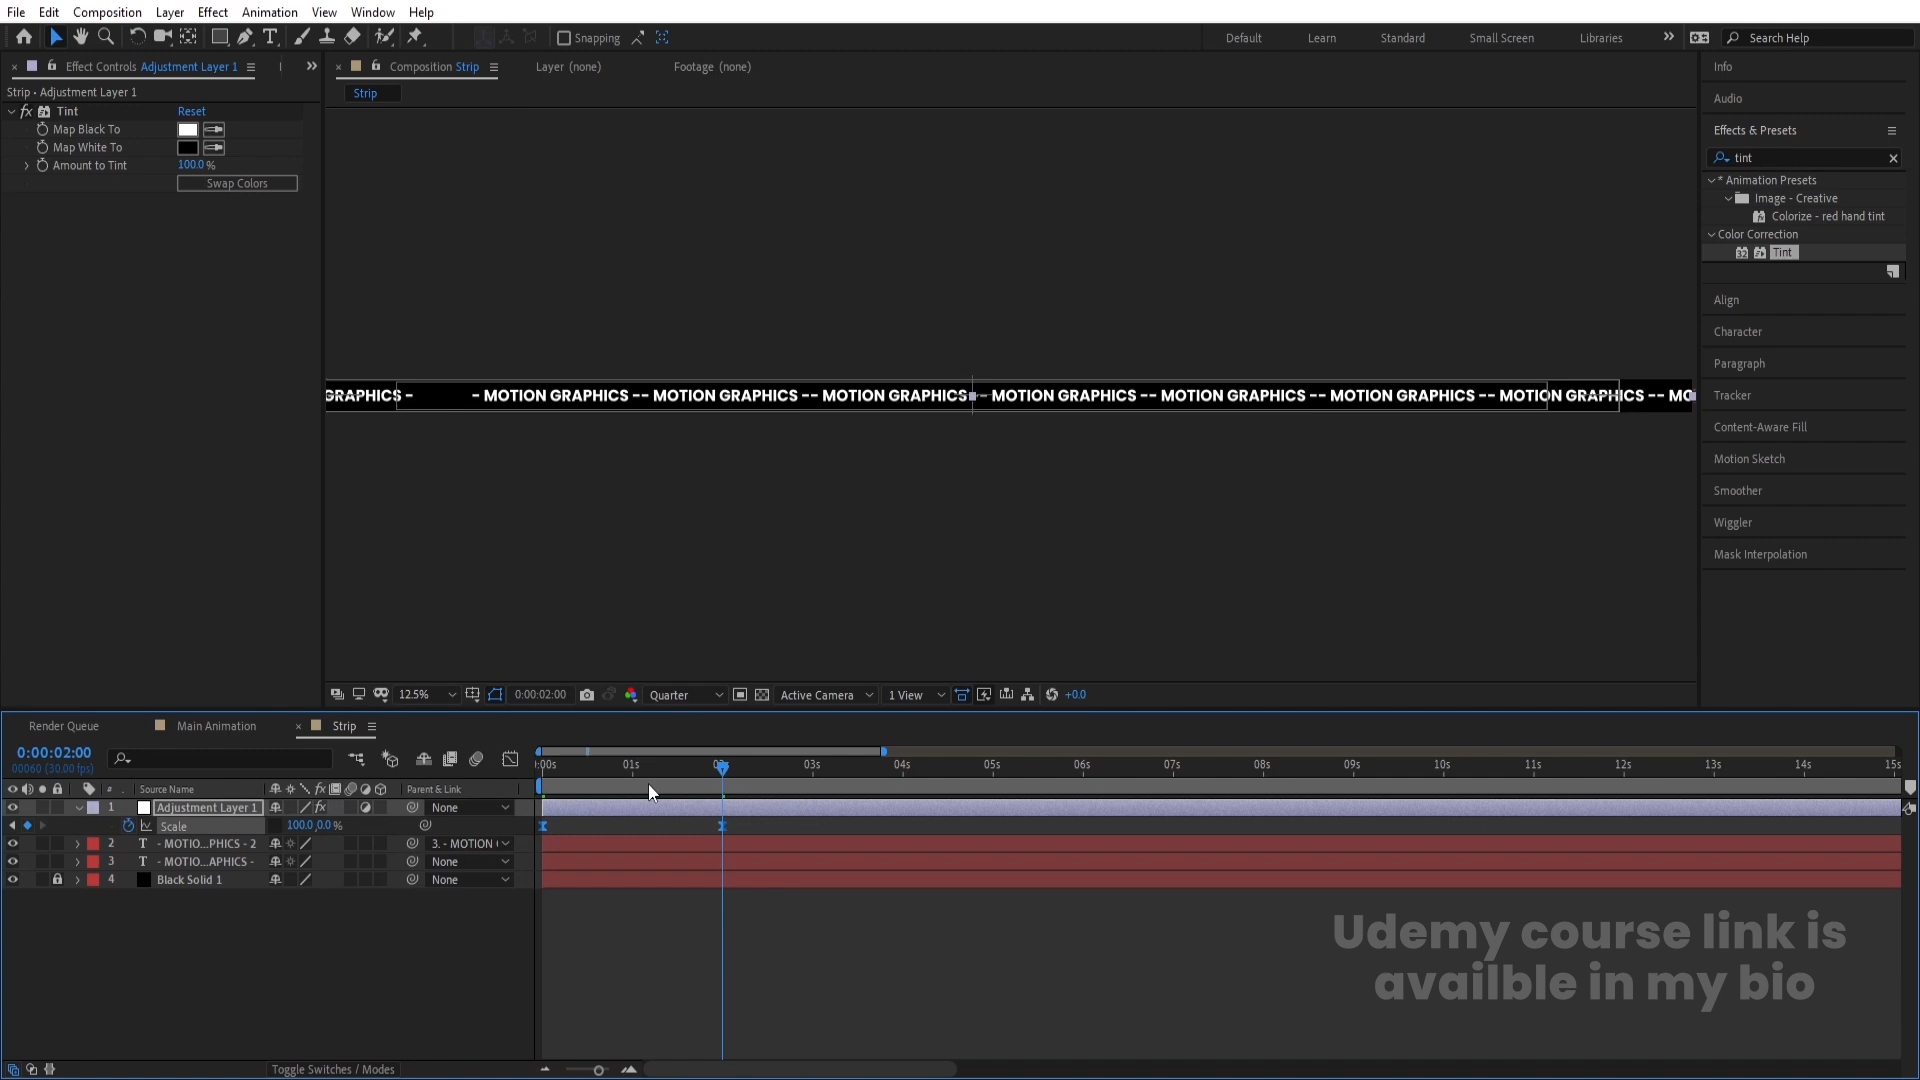 File Edit Composition Layer Effect Animation View Window Help
Snapping Default Learn Standard Small Screen Libraries Search Help
Effect Controls Adjustment Layer 1
Composition Strip Layer (none) Footage (none)
Strip • Adjustment Layer 1
Strip
fx Tint Reset
Map Black To
Map White To
Amount to Tint 100.0 %
Swap Colors
Info
Audio
Effects & Presets
tint
* Animation Presets
Image - Creative
Colorize - red hand tint
Color Correction
32 Tint
Align
Character
Paragraph
Tracker
Content-Aware Fill
Motion Sketch
Smoother
Wiggler
Mask Interpolation
GRAPHICS - - MOTION GRAPHICS -- MOTION GRAPHICS -- MOTION GRAPHICS -- MOTION GRAPHICS -- MOTION GRAPHICS -- MOTION GRAPHICS -- MOTION GRAPHICS -- MO
12.5% 0:00:02:00 Quarter Active Camera 1 View +0.0
Render Queue Main Animation Strip
0:00:02:00
00060 (30.00 fps)
:00s 01s 02s 03s 04s 05s 06s 07s 08s 09s 10s 11s 12s 13s 14s 15s
# . Source Name fx Parent & Link
1 Adjustment Layer 1 fx None
Scale 100.0,0.0 %
2 T - MOTIO...PHICS - 2 3. - MOTION
3 T - MOTIO...APHICS - None
4 Black Solid 1 None
Udemy course link is
availble in my bio
Toggle Switches / Modes